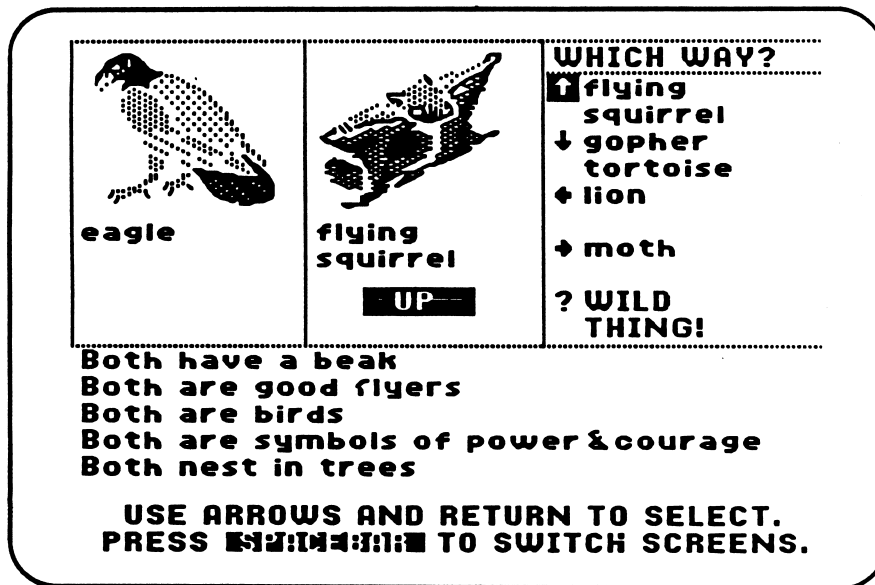 WHICH WAY?
↑ flying
squirrel
↓ gopher
tortoise
← lion
→ moth
? WILD
THING!
eagle
flying
squirrel
UP
Both have a beak
Both are good flyers
Both are birds
Both are symbols of power & courage
Both nest in trees
USE ARROWS AND RETURN TO SELECT.
PRESS SPACEBAR TO SWITCH SCREENS.